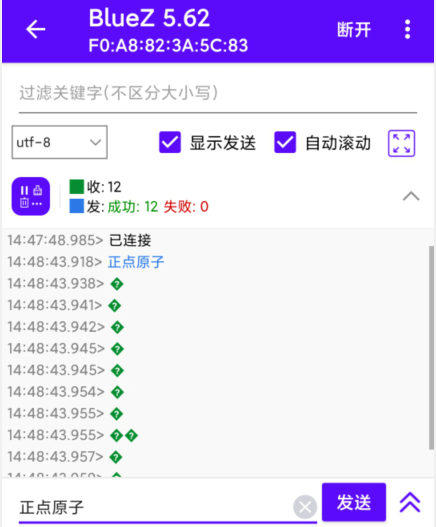 BlueZ 5.62
F0:A8:82:3A:5C:83
断开
过滤关键字(不区分大小写)
utf-8
显示发送
自动滚动
收: 12
发: 成功: 12 失败: 0
14:47:48.985> 已连接
14:48:43.918> 正点原子
14:48:43.938> �
14:48:43.941> �
14:48:43.942> �
14:48:43.945> �
14:48:43.945> �
14:48:43.954> �
14:48:43.955> �
14:48:43.955> ��
14:48:43.957> �
正点原子
发送